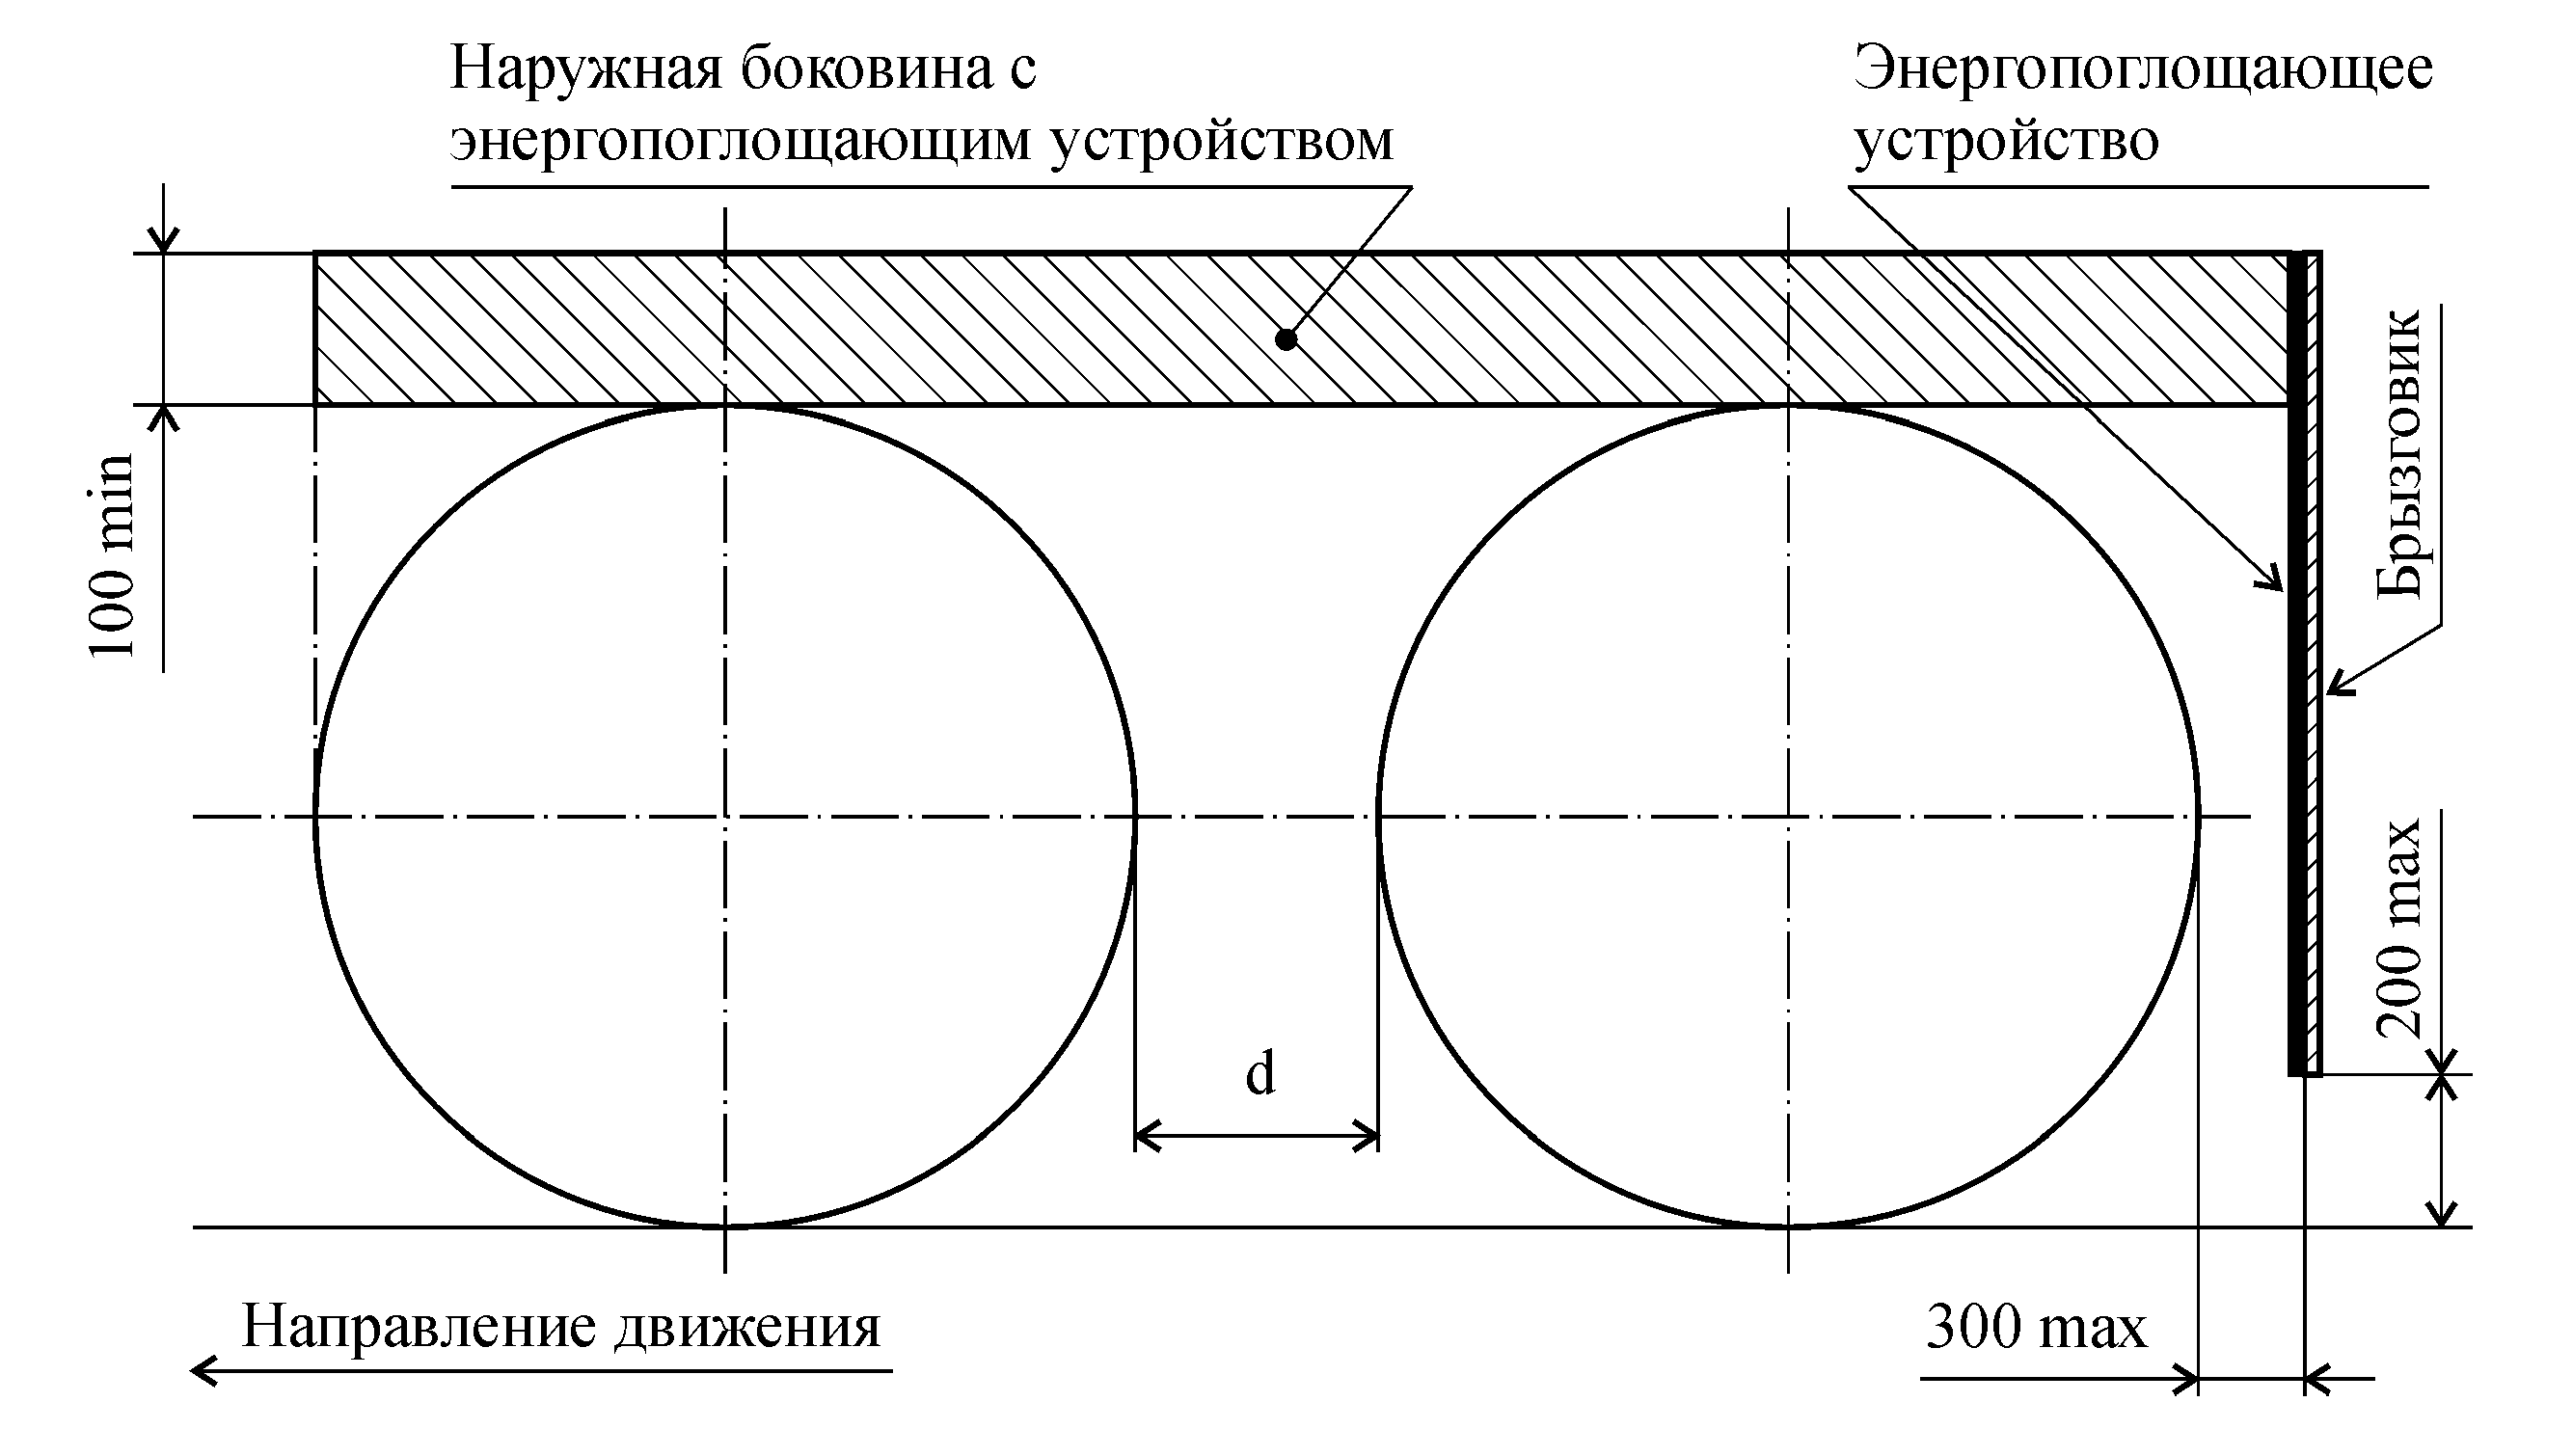 Наружная боковина с
энергопоглощающим устройством
Энергопоглощающее
устройство
100 min
Брызговик
200 max
d
Направление движения
300 max